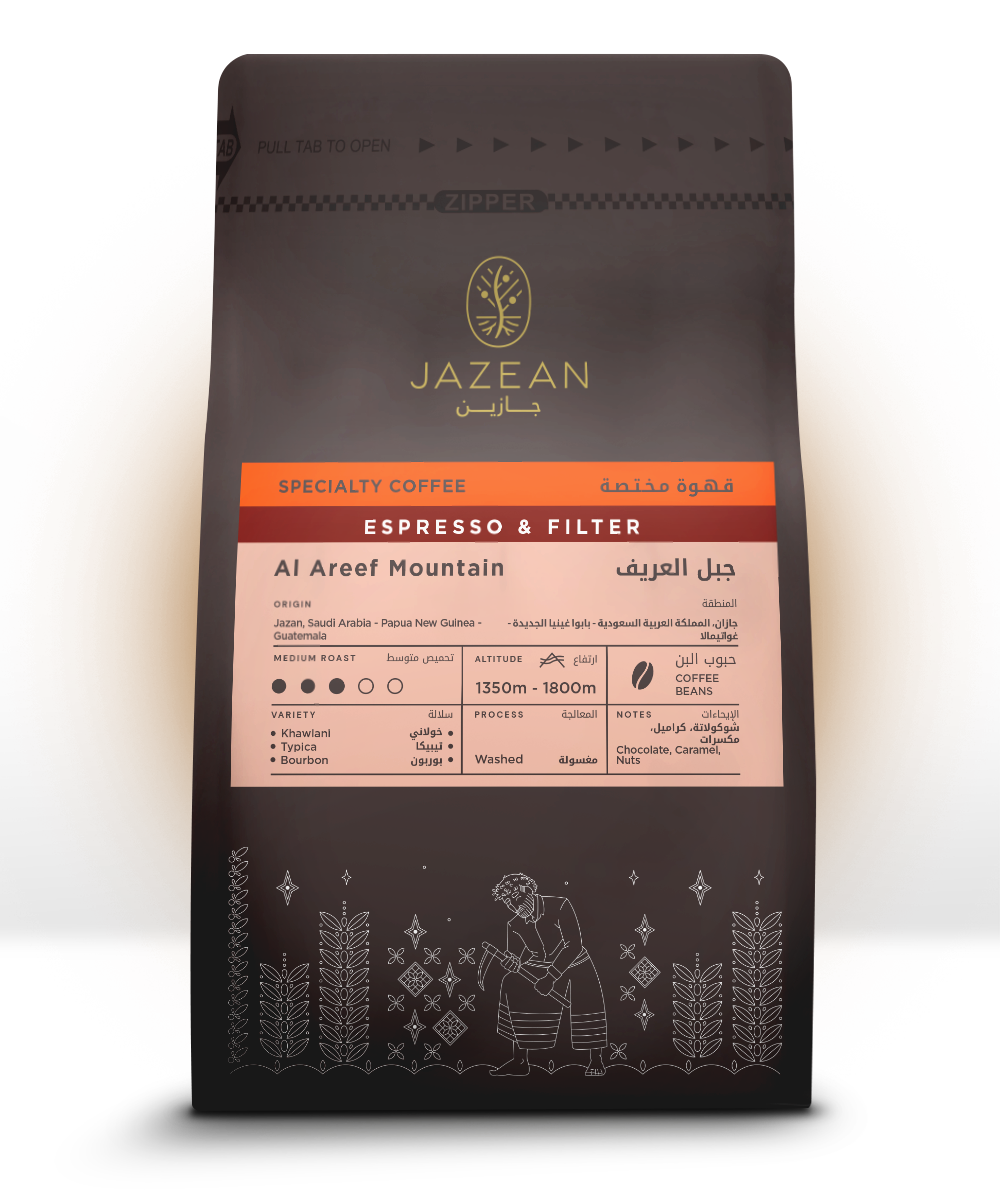 AB
PULL TAB TO OPEN
ZIPPER
JAZEAN
جازين
SPECIALTY COFFEE قهوة مختصة
ESPRESSO & FILTER
Al Areef Mountain جبل العريف
ORIGIN المنطقة
Jazan, Saudi Arabia - Papua New Guinea - جازان، المملكة العربية السعودية - بابوا غينيا الجديدة -
Guatemala غواتيمالا
MEDIUM ROAST تحميص متوسط
ALTITUDE ارتفاع
1350m - 1800m
حبوب البن
COFFEE
BEANS
VARIETY سلالة
• Khawlani خولاني •
• Typica تيبيكا •
• Bourbon بوربون •
PROCESS المعالجة
Washed مغسولة
NOTES الإيحاءات
شوكولاتة، كراميل،
مكسرات
Chocolate, Caramel,
Nuts